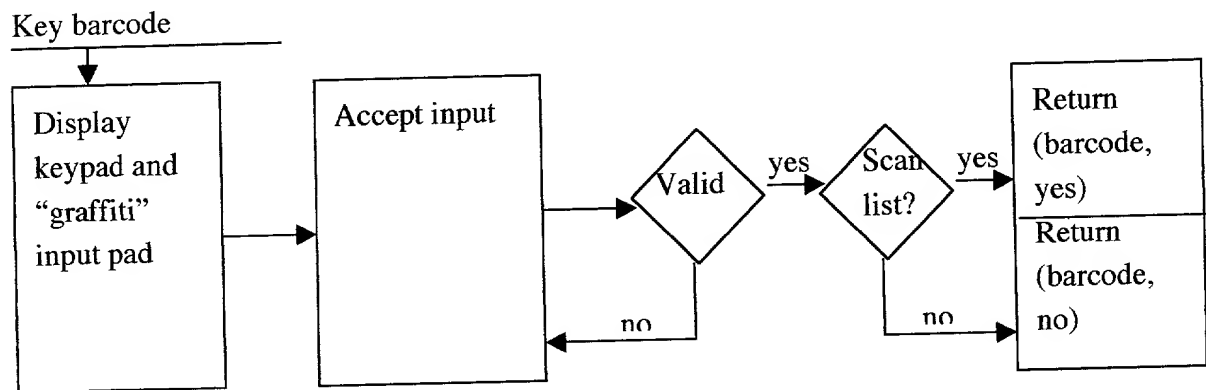 Key barcode
Display
keypad and
“graffiti”
input pad
Accept input
Valid
yes
no
Scan
list?
yes
no
Return
(barcode,
yes)
Return
(barcode,
no)